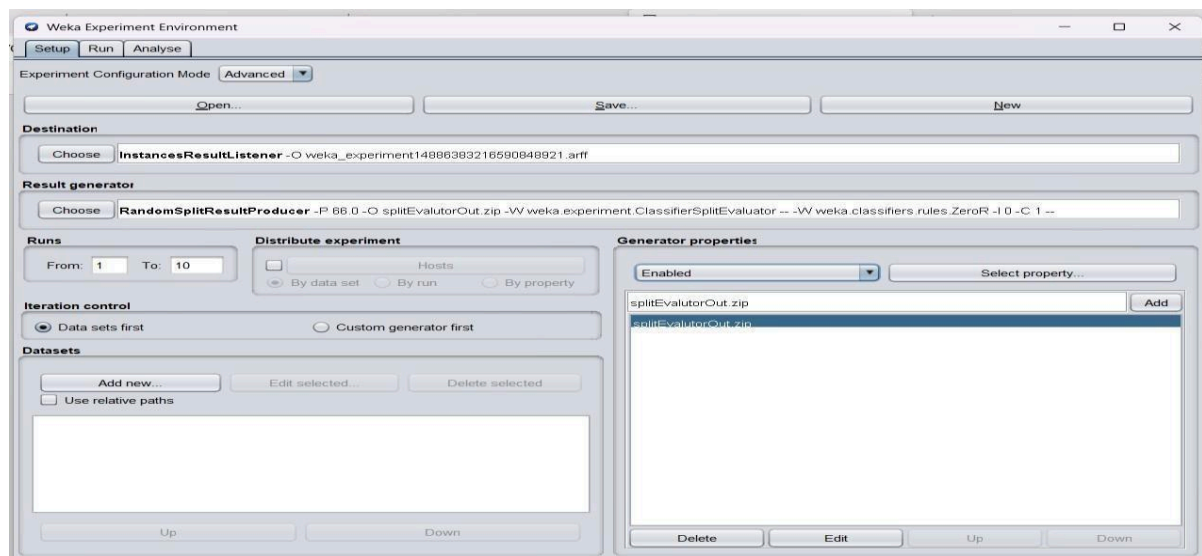 Weka Experiment Environment
Setup Run Analyse
Experiment Configuration Mode Advanced
Open... Save... New
Destination
Choose InstancesResultListener -O weka_experiment14886383216590848921.arff
Result generator
Choose RandomSplitResultProducer -P 66.0 -O splitEvalutorOut.zip -W weka.experiment.ClassifierSplitEvaluator -- -W weka.classifiers.rules.ZeroR -I 0 -C 1 --
Runs Distribute experiment Generator properties
From: 1 To: 10 Hosts Enabled Select property...
By data set By run By property
Iteration control splitEvalutorOut.zip Add
Data sets first Custom generator first splitEvalutorOut.zip
Datasets
Add new... Edit selected... Delete selected
Use relative paths
Up Down Delete Edit Up Down